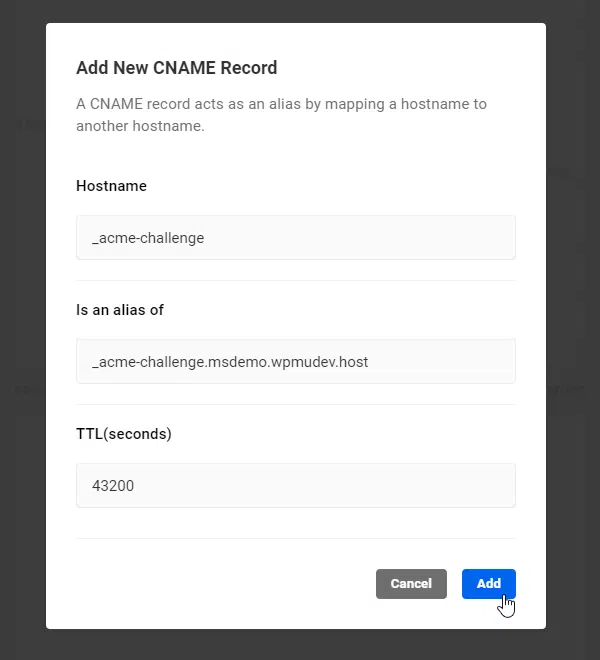 Add New CNAME Record
A CNAME record acts as an alias by mapping a hostname to
another hostname.
Hostname
_acme-challenge
Is an alias of
_acme-challenge.msdemo.wpmudev.host
TTL(seconds)
43200
Cancel
Add